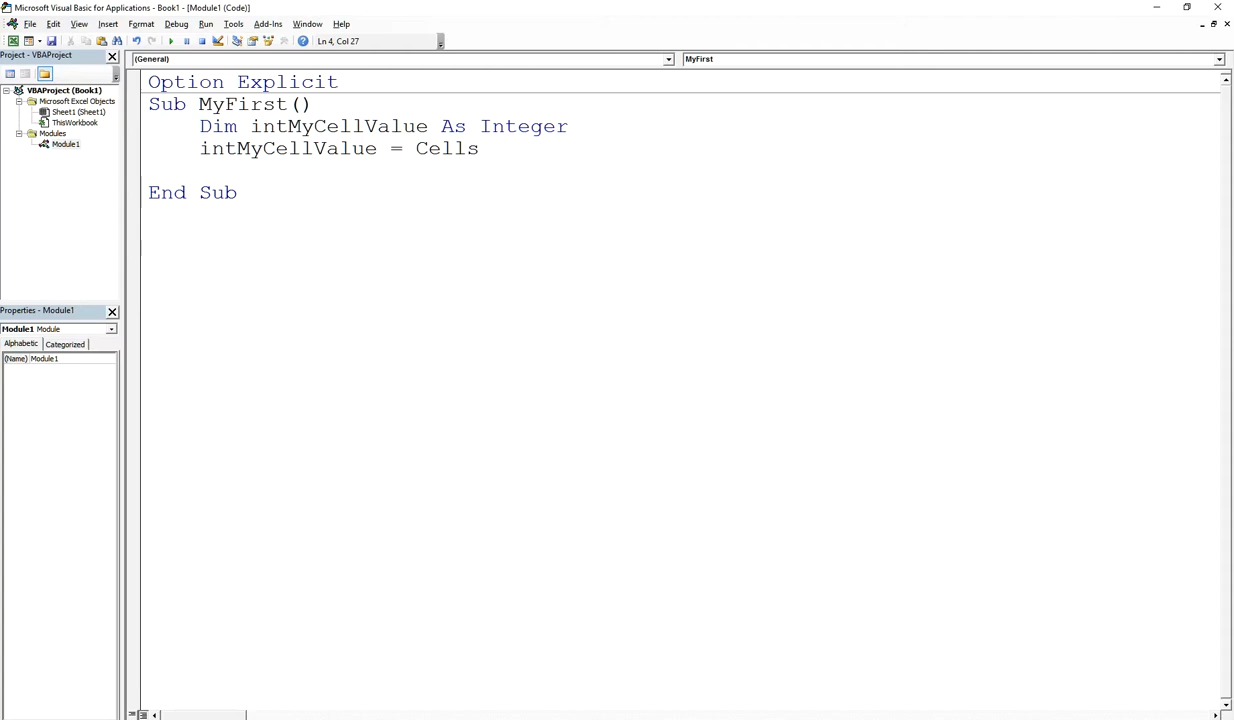 Microsoft Visual Basic for Applications - Book1 - [Module1 (Code)]
File Edit View Insert Format Debug Run Tools Add-Ins Window Help
Ln 4, Col 27
Project - VBAProject
VBAProject (Book1)
Microsoft Excel Objects
Sheet1 (Sheet1)
ThisWorkbook
Modules
Module1
Properties - Module1
Module1 Module
Alphabetic Categorized
(Name) Module1
(General) MyFirst
Option Explicit
Sub MyFirst()
Dim intMyCellValue As Integer
intMyCellValue = Cells
End Sub